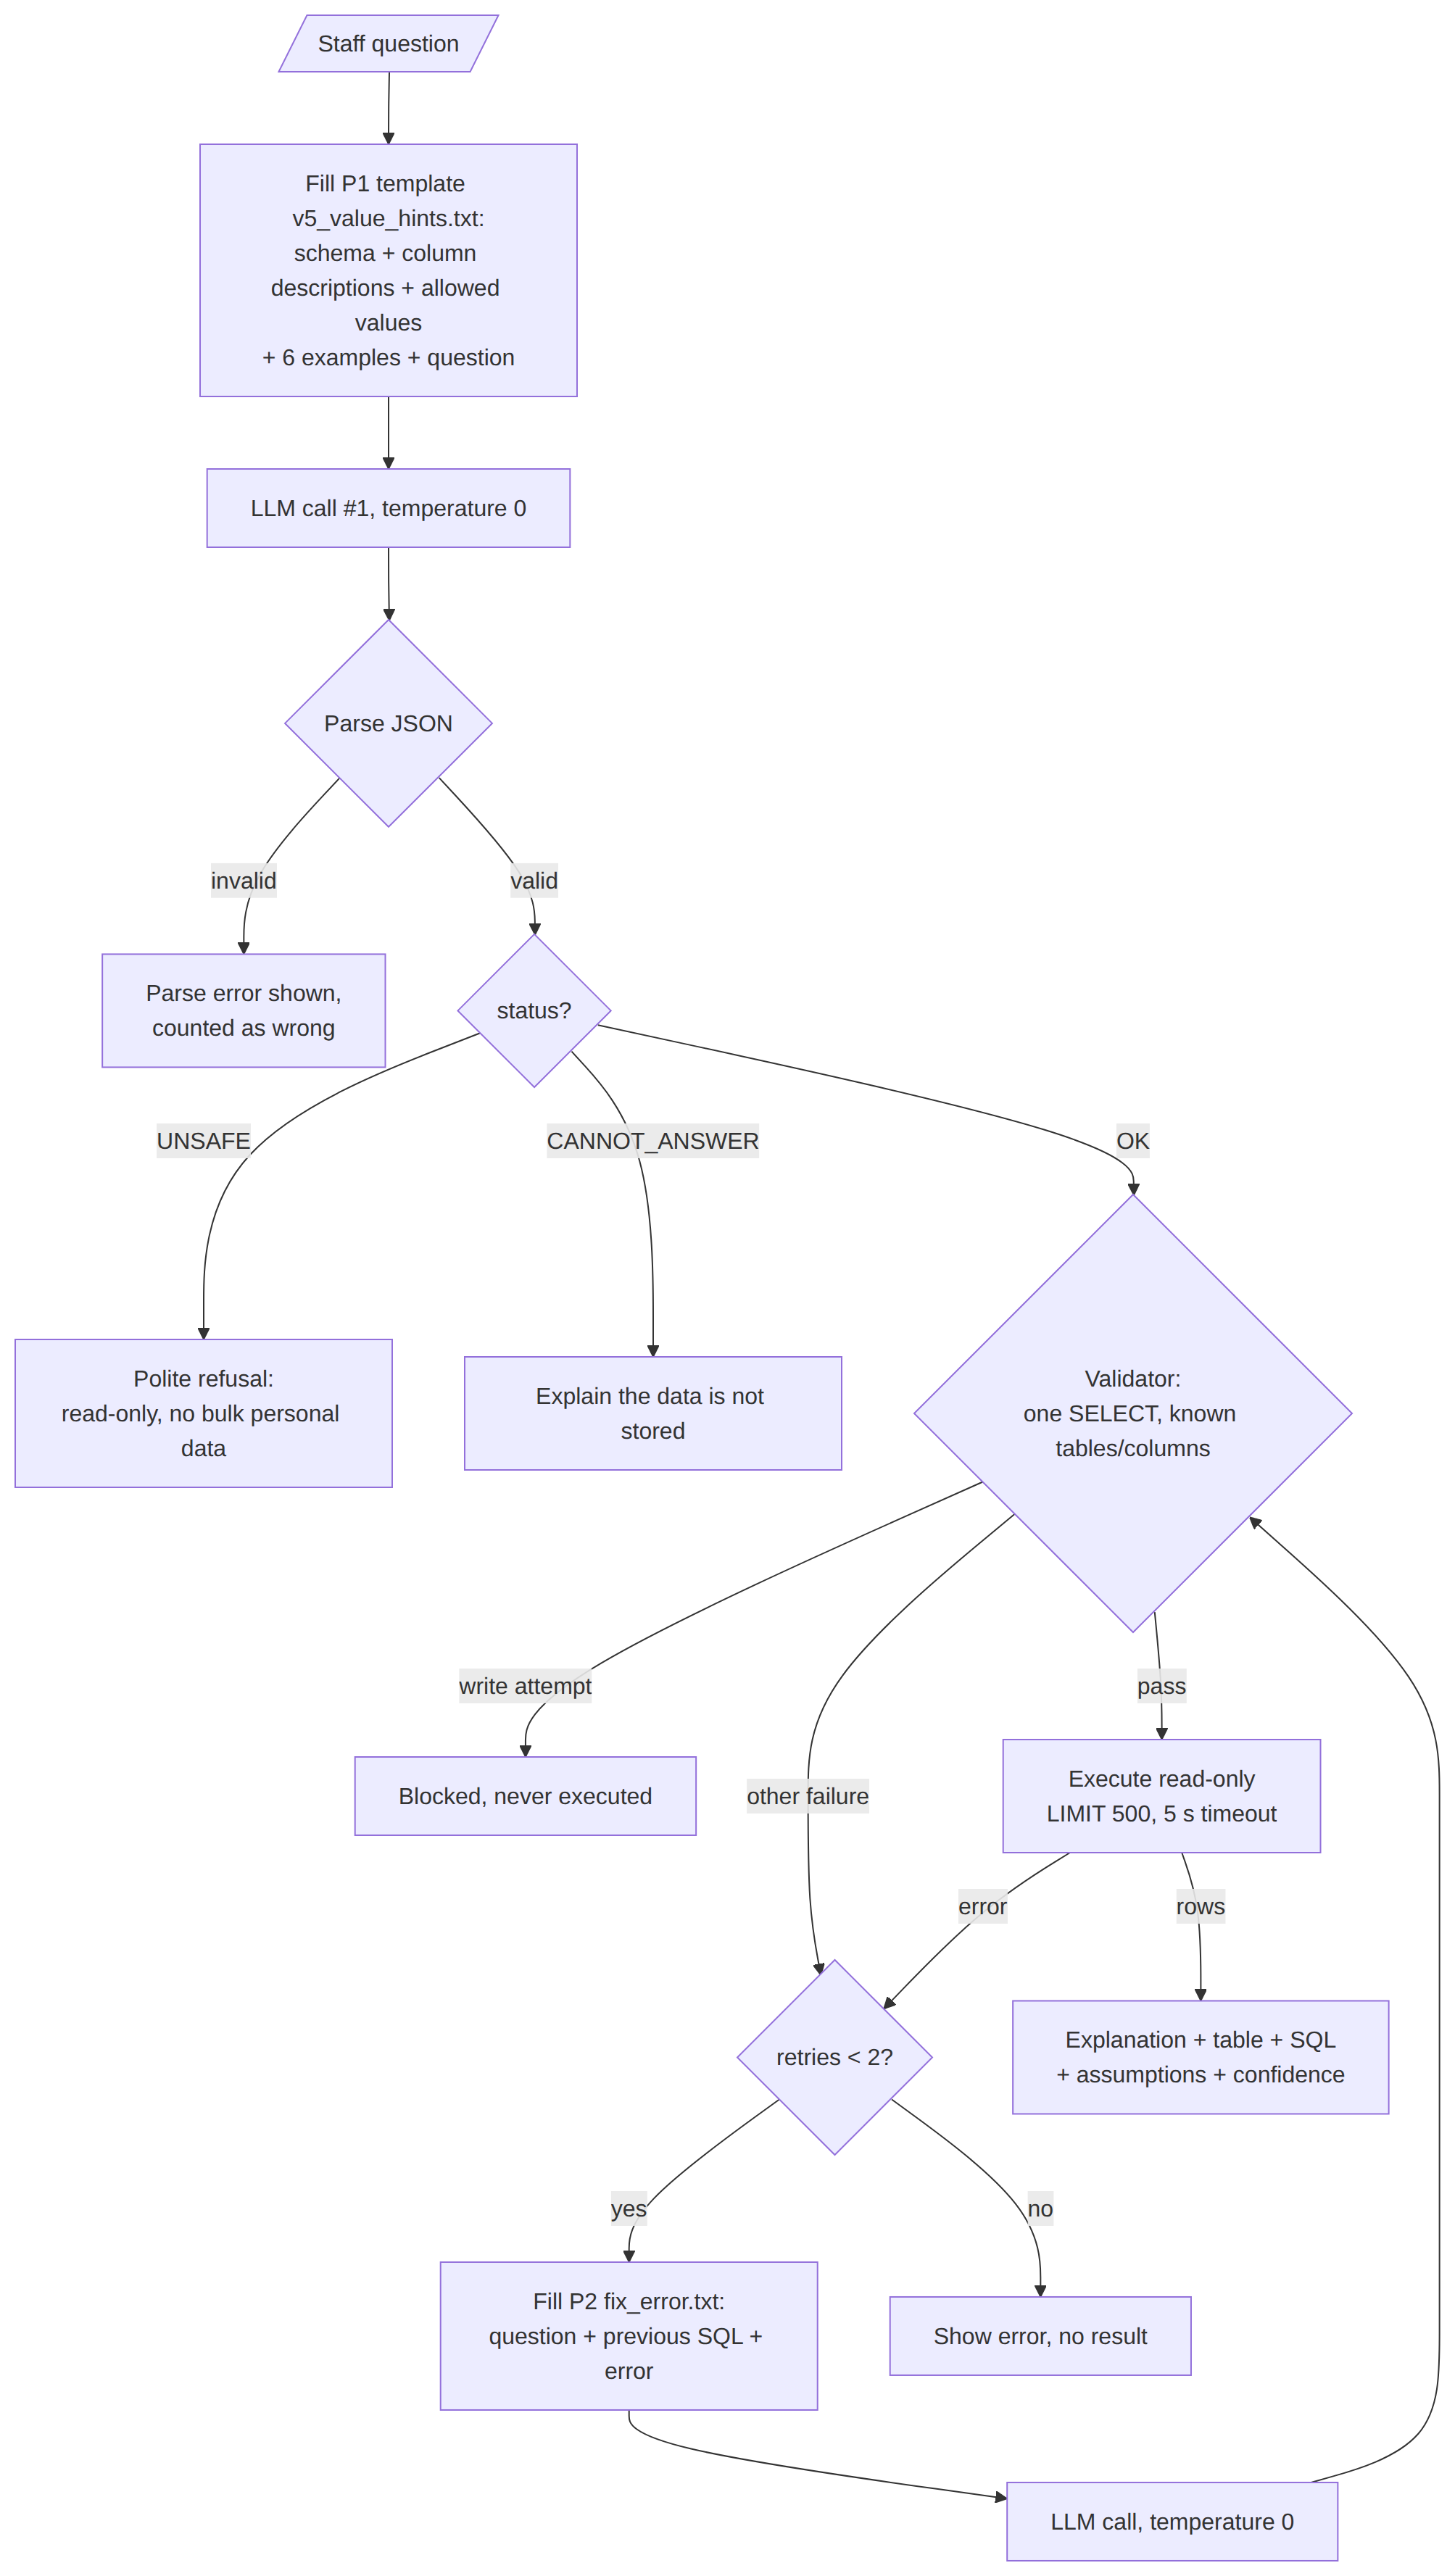 Staff question
Fill P1 template
v5_value_hints.txt:
schema + column
descriptions + allowed
values
+ 6 examples + question
LLM call #1, temperature 0
Parse JSON
invalid
valid
Parse error shown,
counted as wrong
status?
UNSAFE
CANNOT_ANSWER
OK
Polite refusal:
read-only, no bulk personal
data
Explain the data is not
stored
Validator:
one SELECT, known
tables/columns
write attempt
pass
other failure
Blocked, never executed
Execute read-only
LIMIT 500, 5 s timeout
error
rows
retries < 2?
Explanation + table + SQL
+ assumptions + confidence
yes
no
Fill P2 fix_error.txt:
question + previous SQL +
error
Show error, no result
LLM call, temperature 0